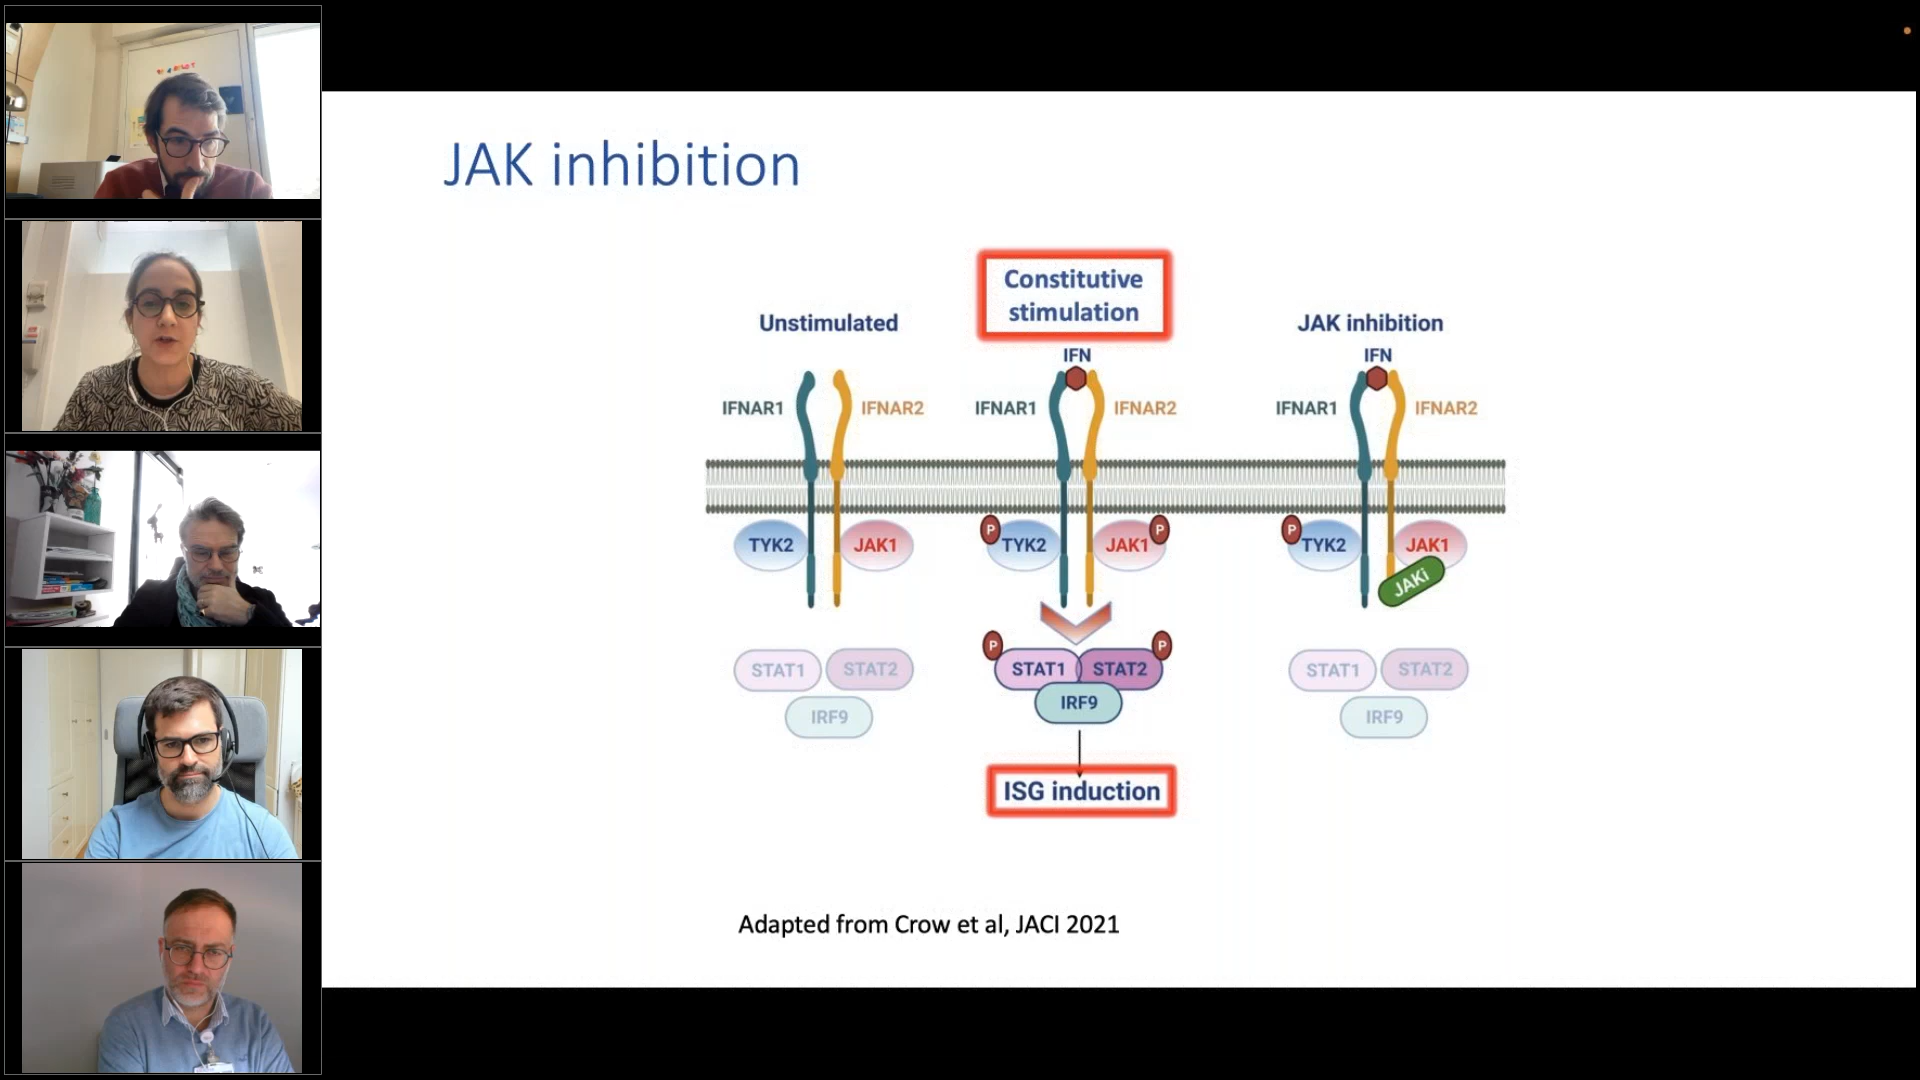 JAK inhibition
Constitutive
stimulation
Unstimulated
JAK inhibition
IFN
IFN
IFNAR1
IFNAR2
IFNAR1
IFNAR2
IFNAR1
IFNAR2
P
P
P
TYK2
JAK1
TYK2
JAK1
TYK2
JAK1
JAKi
P
P
STAT1
STAT2
STAT1
STAT2
STAT1
STAT2
IRF9
IRF9
IRF9
ISG induction
Adapted from Crow et al, JACI 2021